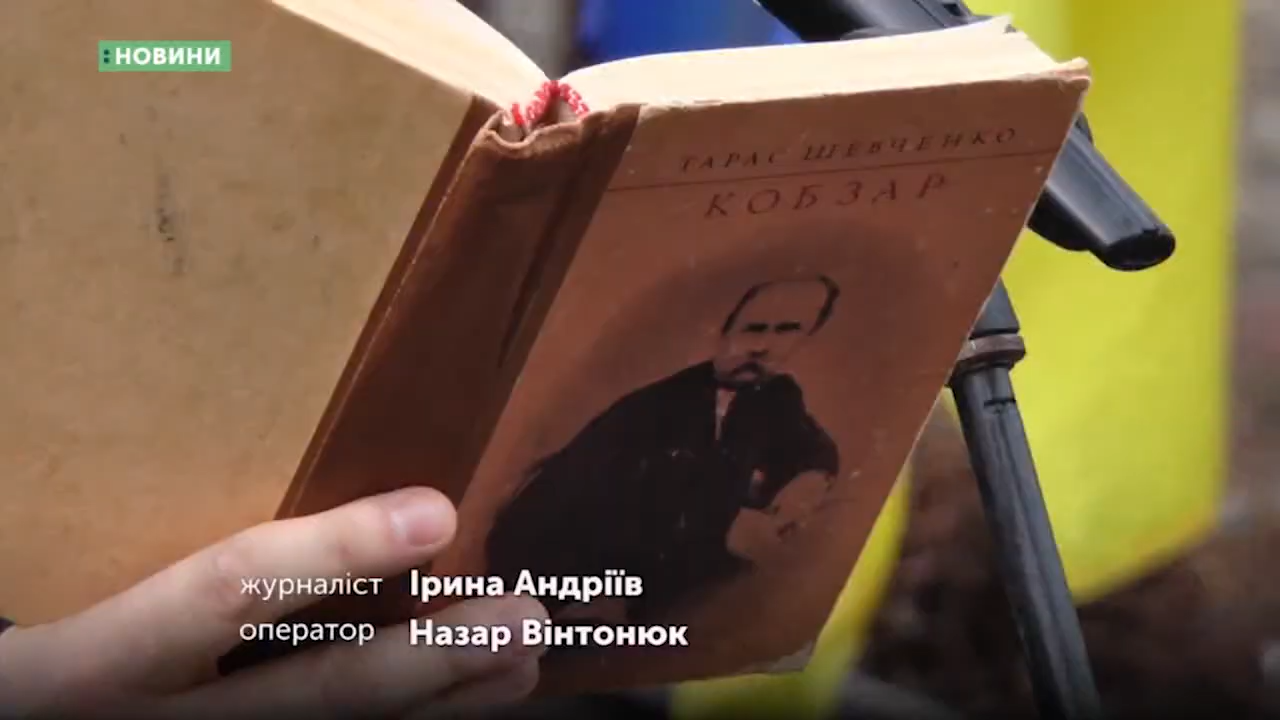 :НОВИНИ
ТАРАС ШЕВЧЕНКО
КОБЗАР
журналіст Ірина Андріїв
оператор Назар Вінтонюк